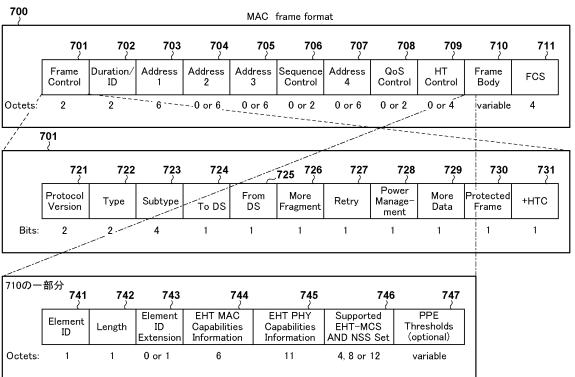 700
MAC frame format
701 702 703 704 705 706 707 708 709 710 711
Frame Control Duration/ID Address 1 Address 2 Address 3 Sequence Control Address 4 QoS Control HT Control Frame Body FCS
Octets: 2 2 6 0 or 6 0 or 6 0 or 2 0 or 6 0 or 2 0 or 4 variable 4
701
721 722 723 724 725 726 727 728 729 730 731
Protocol Version Type Subtype To DS From DS More Fragment Retry Power Manage-ment More Data Protected Frame +HTC
Bits: 2 2 4 1 1 1 1 1 1 1 1
710の一部分
741 742 743 744 745 746 747
Element ID Length Element ID Extension EHT MAC Capabilities Information EHT PHY Capabilities Information Supported EHT-MCS AND NSS Set PPE Thresholds (optional)
Octets: 1 1 0 or 1 6 11 4, 8 or 12 variable